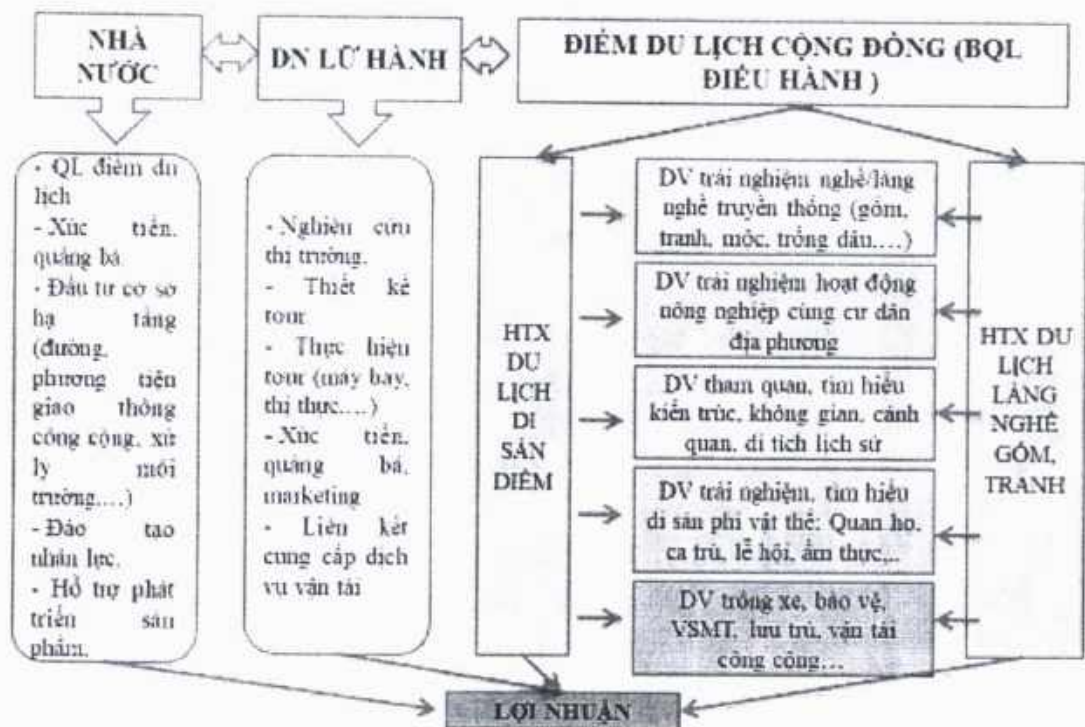 NHÀ
NƯỚC
DN LỮ HÀNH
ĐIỂM DU LỊCH CỘNG ĐỒNG (BQL
ĐIỀU HÀNH )
- QL điểm du
lịch
- Xúc tiến,
quảng bá
- Đầu tư cơ sơ
hạ tầng
(đường,
phương tiện
giao thông
công cộng, xử
lý môi
trường,…)
- Đào tạo
nhân lực,
- Hỗ trợ phát
triển sản
phẩm,
- Nghiên cứu
thị trường,
- Thiết kế
tour
- Thực hiện
tour (máy bay,
thị thực,…)
- Xúc tiến,
quảng bá,
marketing
- Liên kết
cung cấp dịch
vụ vận tải
HTX
DU
LỊCH
DI
SẢN
DIỀM
DV trải nghiệm nghề/làng
nghề truyền thống (gốm,
tranh, mộc, trồng dâu,…)
DV trải nghiệm hoạt động
nông nghiệp cùng cư dân
địa phương
DV tham quan, tìm hiểu
kiến trúc, không gian, cảnh
quan, di tích lịch sử
DV trải nghiệm, tìm hiểu
di sản phi vật thể: Quan họ,
ca trù, lễ hội, ẩm thực,..
DV trông xe, bảo vệ,
VSMT, lưu trú, vận tải
công cộng…
HTX DU
LỊCH
LÀNG
NGHỀ
GỐM,
TRANH
LỢI NHUẬN